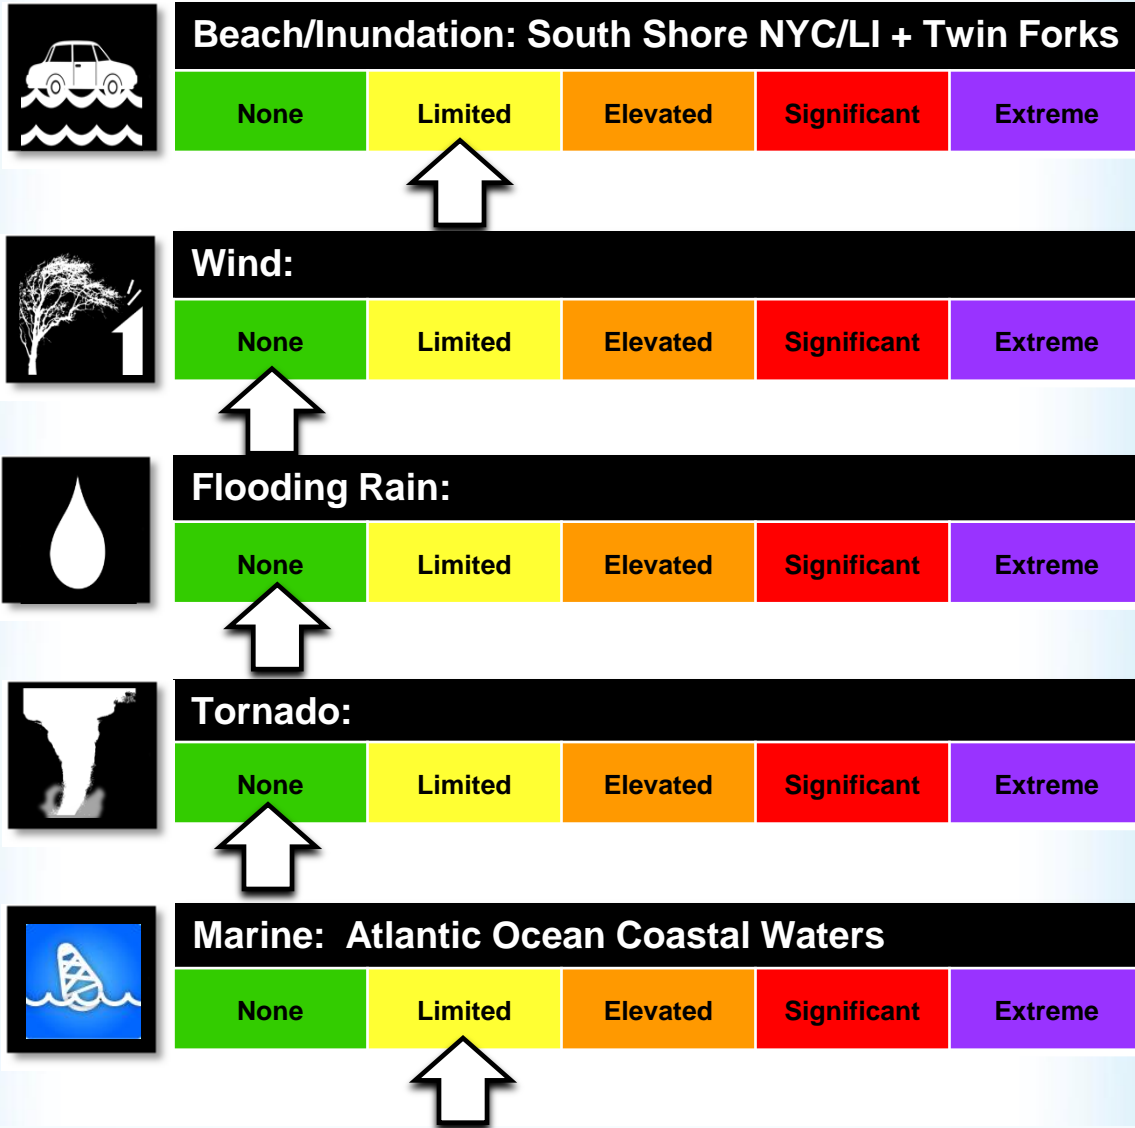 Beach/Inundation: South Shore NYC/LI + Twin Forks
None Limited Elevated Significant Extreme
Wind:
None Limited Elevated Significant Extreme
Flooding Rain:
None Limited Elevated Significant Extreme
Tornado:
None Limited Elevated Significant Extreme
Marine: Atlantic Ocean Coastal Waters
None Limited Elevated Significant Extreme